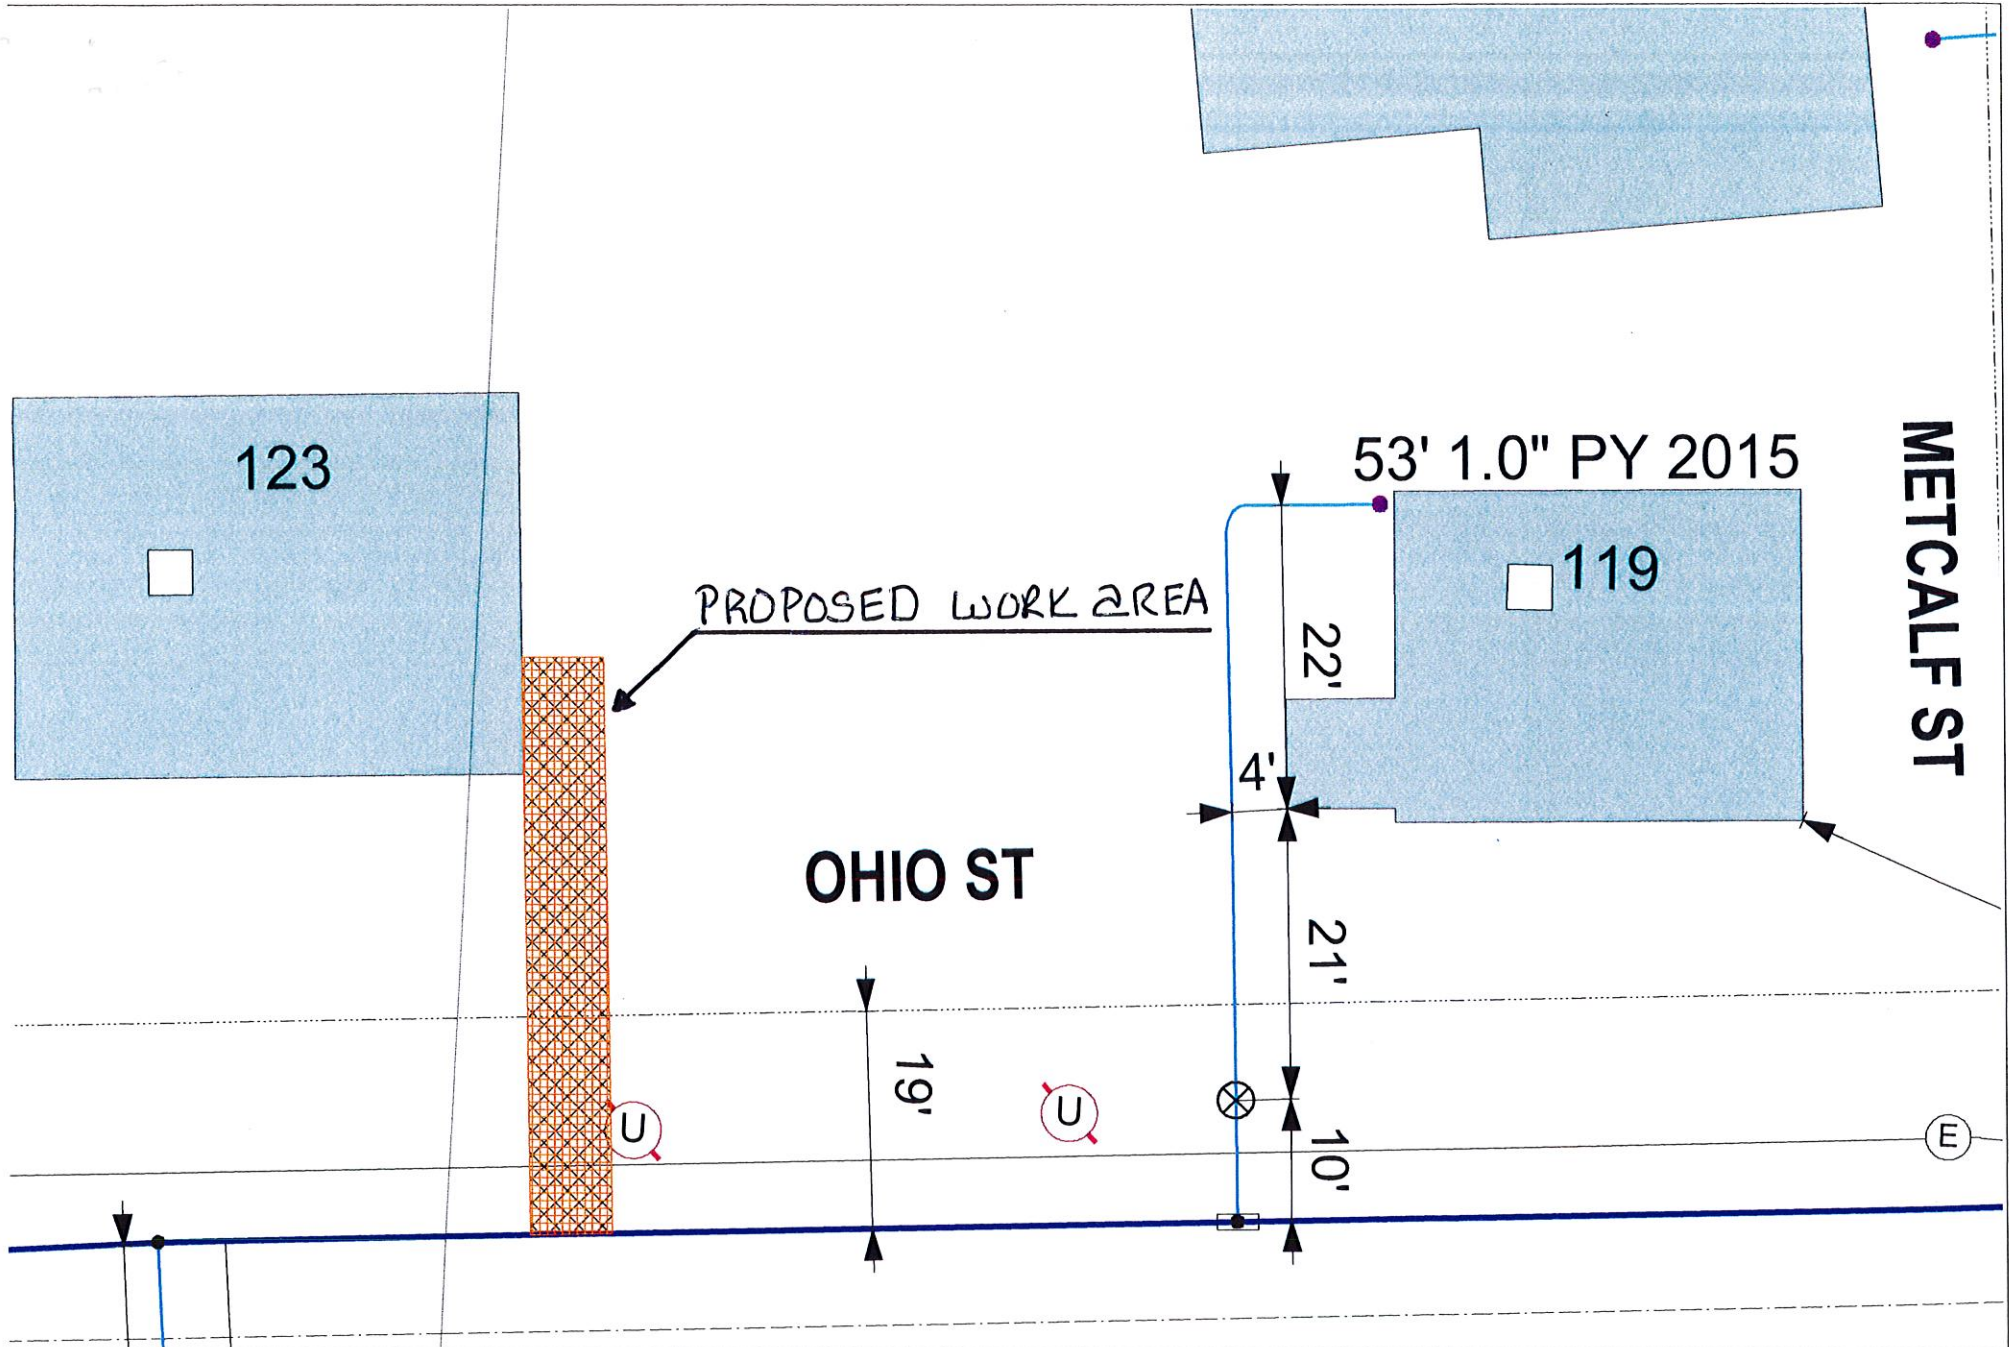 123
53' 1.0" PY 2015
119
METCALF ST
PROPOSED WORK AREA
22'
4'
OHIO ST
21'
19'
U
U
10'
E